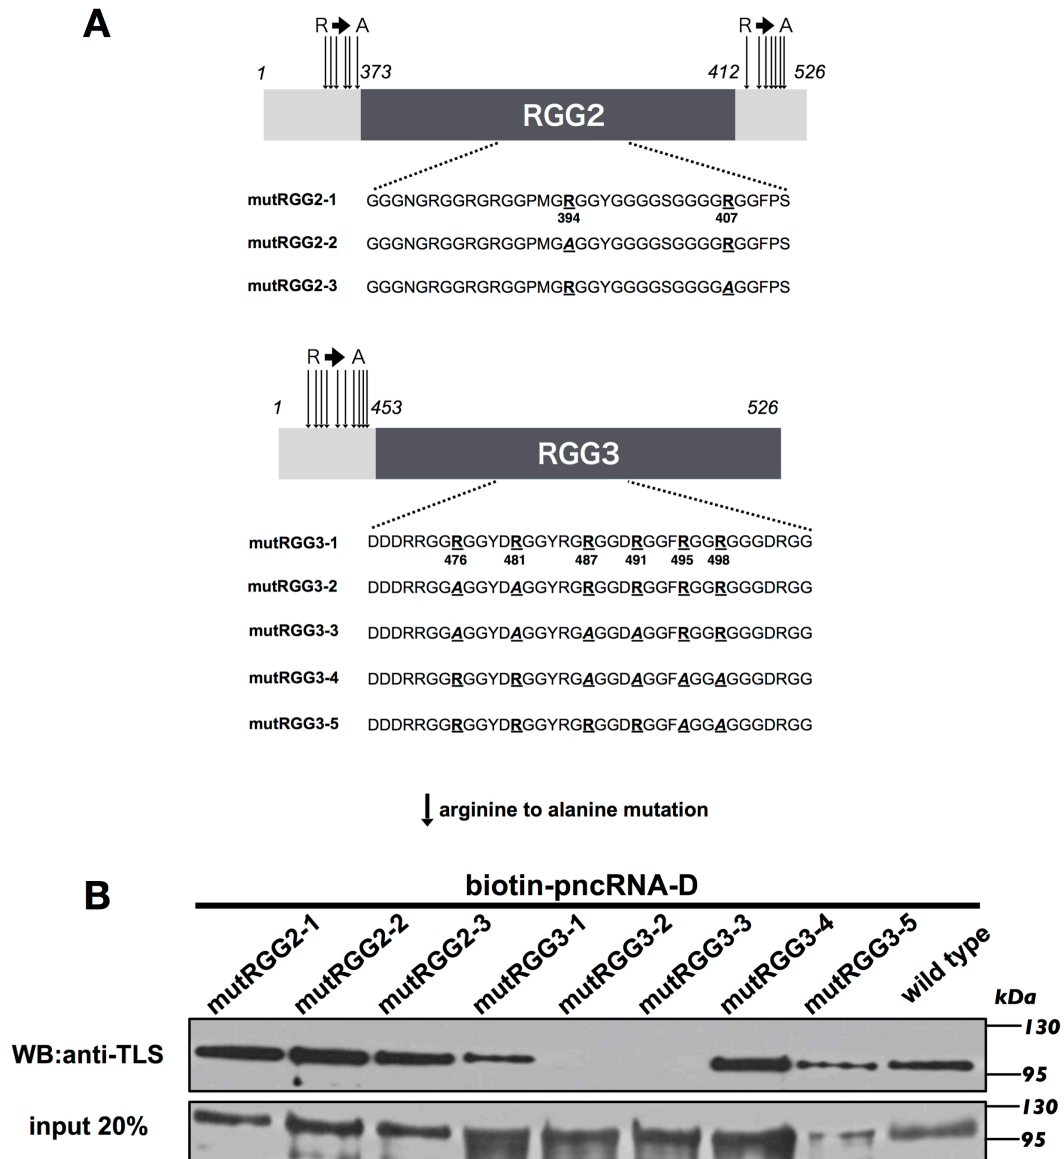 A
R A
R A
1 373 412 526
RGG2
mutRGG2-1 GGGNGRGGRGRGGPMGRGGYGGGGSGGGGRGGFPS
394 407
mutRGG2-2 GGGNGRGGRGRGGPMGAGGYGGGGSGGGGRGGFPS
mutRGG2-3 GGGNGRGGRGRGGPMGRGGYGGGGSGGGGAGGFPS
R A
1 453 526
RGG3
mutRGG3-1 DDDRRGGRGGYDRGGYRGRGGDRGGFRGGRGGGDRGG
476 481 487 491 495 498
mutRGG3-2 DDDRRGGAGGYDAGGYRGRGGDRGGFRGGRGGGDRGG
mutRGG3-3 DDDRRGGAGGYDAGGYRGAGGDAGGFRGGRGGGDRGG
mutRGG3-4 DDDRRGGRGGYDRGGYRGAGGDAGGFAGGAGGGDRGG
mutRGG3-5 DDDRRGGRGGYDRGGYRGRGGDRGGFAGGAGGGDRGG
arginine to alanine mutation
B
biotin-pncRNA-D
mutRGG2-1 mutRGG2-2 mutRGG2-3 mutRGG3-1 mutRGG3-2 mutRGG3-3 mutRGG3-4 mutRGG3-5 wild type
kDa
130
WB:anti-TLS
95
130
input 20%
95